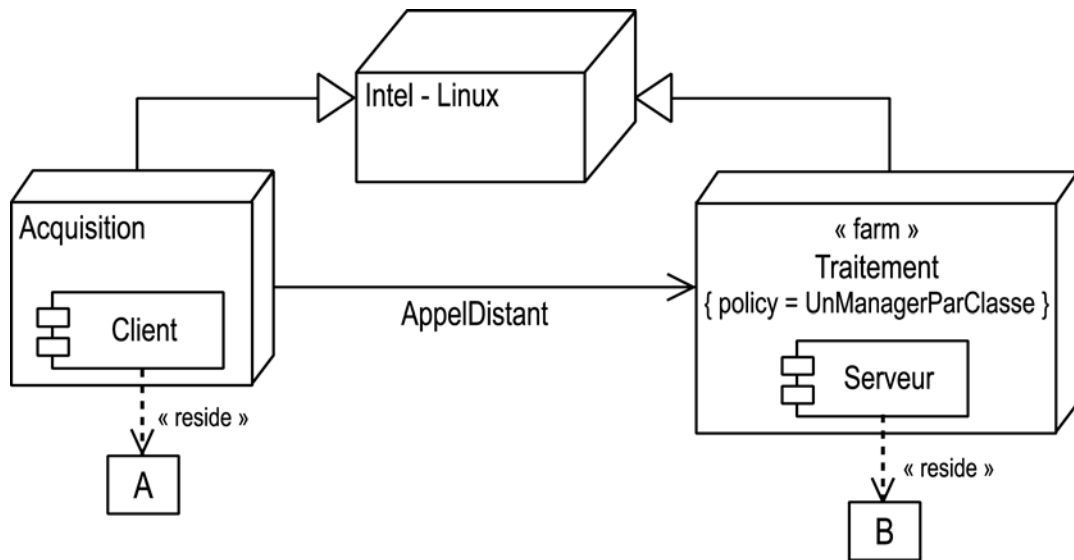 Intel - Linux
Acquisition
Client
« reside »
A
AppelDistant
« farm »
Traitement
{ policy = UnManagerParClasse }
Serveur
« reside »
B